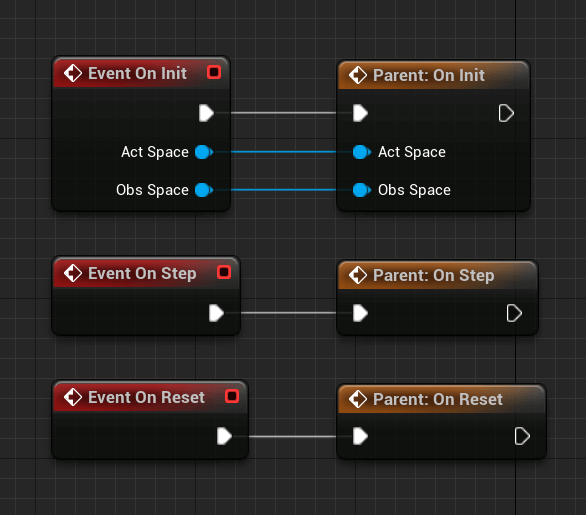 Event On Init
Parent: On Init
Act Space
Act Space
Obs Space
Obs Space
Event On Step
Parent: On Step
Event On Reset
Parent: On Reset